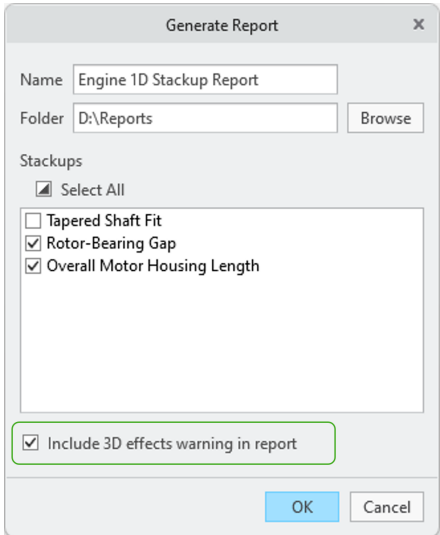 Generate Report
Name Engine 1D Stackup Report
Folder D:\Reports Browse
Stackups
Select All
Tapered Shaft Fit
Rotor-Bearing Gap
Overall Motor Housing Length
Include 3D effects warning in report
OK Cancel